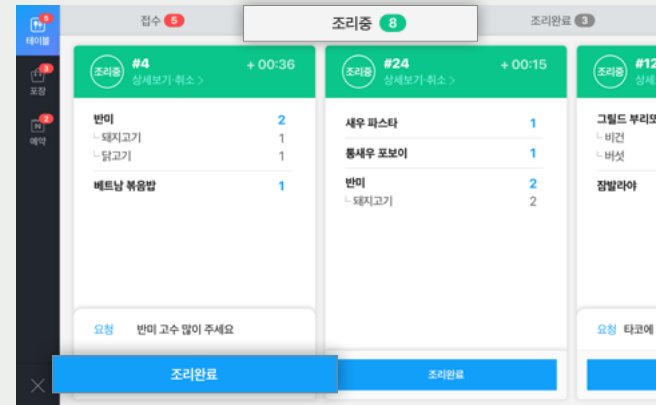 5
테이블
3
포장
2
예약
접수 5
조리중 8
조리완료 3
조리중
#4
+ 00:36
상세보기·취소 >
반미 2
└ 돼지고기 1
└ 닭고기 1
베트남 볶음밥 1
요청 반미 고수 많이 주세요
조리완료
조리중
#24
+ 00:15
상세보기·취소 >
새우 파스타 1
통새우 포보이 1
반미 2
└ 돼지고기 2
조리완료
조리중
#12
상세
그릴드 부리또
└ 비건
└ 버섯
잠발라야
요청 타코에